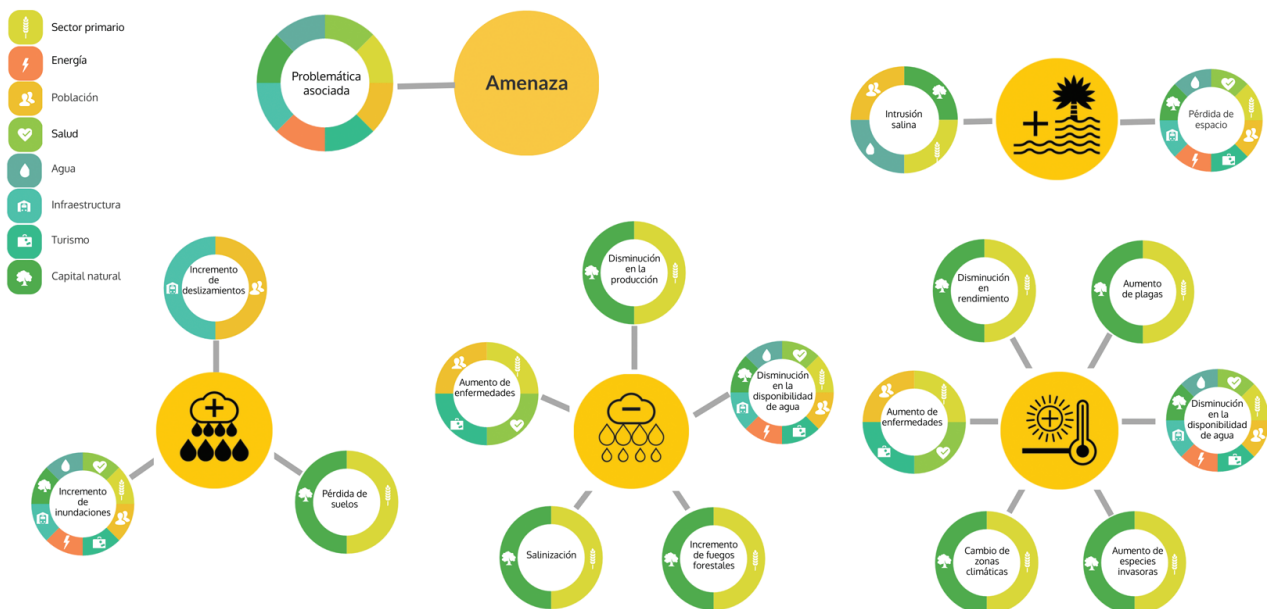 Sector primario
Energía
Población
Salud
Agua
Infraestructura
Turismo
Capital natural
Problemática
asociada
Amenaza
Intrusión
salina
Pérdida de
espacio
Incremento
de
deslizamientos
Incremento
de
inundaciones
Pérdida de
suelos
Disminución
en la
producción
Aumento de
enfermedades
Disminución
en la
disponibilidad
de agua
Salinización
Incremento
de fuegos
forestales
Disminución
en
rendimiento
Aumento
de plagas
Aumento de
enfermedades
Disminución
en la
disponibilidad
de agua
Cambio de
zonas
climáticas
Aumento de
especies
invasoras